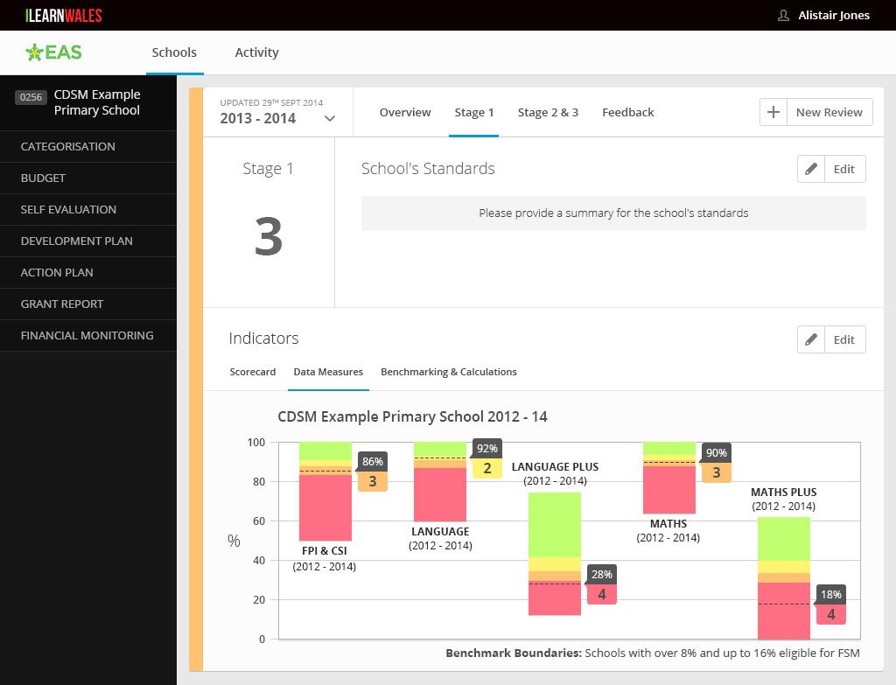 ILEARNWALES
Alistair Jones
EAS
Schools
Activity
0256
CDSM Example
Primary School
CATEGORISATION
BUDGET
SELF EVALUATION
DEVELOPMENT PLAN
ACTION PLAN
GRANT REPORT
FINANCIAL MONITORING
UPDATED 29TH SEPT 2014
2013 - 2014
Overview
Stage 1
Stage 2 & 3
Feedback
New Review
Stage 1
3
School's Standards
Edit
Please provide a summary for the school's standards
Indicators
Edit
Scorecard
Data Measures
Benchmarking & Calculations
CDSM Example Primary School 2012 - 14
%
100
80
60
40
20
0
86%
3
FPI & CSI
(2012 - 2014)
92%
2
LANGUAGE
(2012 - 2014)
LANGUAGE PLUS
(2012 - 2014)
28%
4
90%
3
MATHS
(2012 - 2014)
MATHS PLUS
(2012 - 2014)
18%
4
Benchmark Boundaries: Schools with over 8% and up to 16% eligible for FSM